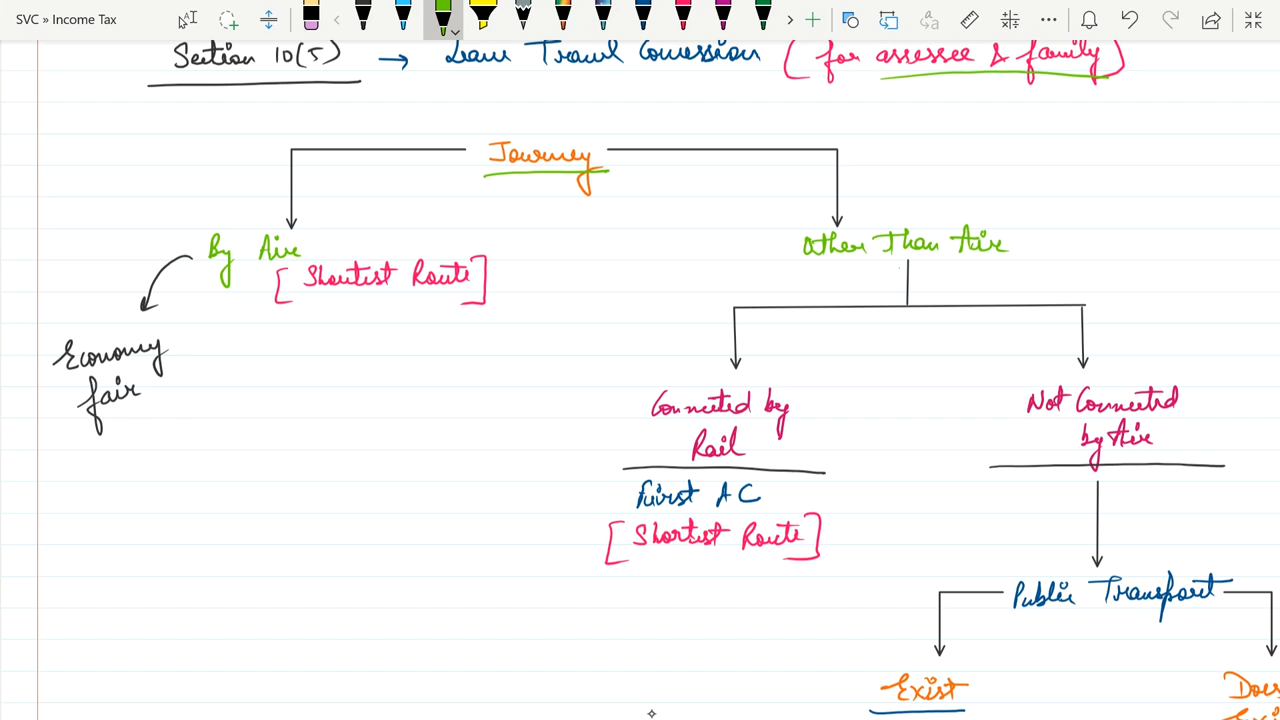 SVC » Income Tax
Section 10(5) → Leave Travel Concession (for assessee & family)
Journey
By Air
[Shortest Route]
Other Than Air
Economy
fair
Connected by
Rail
Not Connected
by Air
First AC
[Shortest Route]
Public Transport
Exist
Does